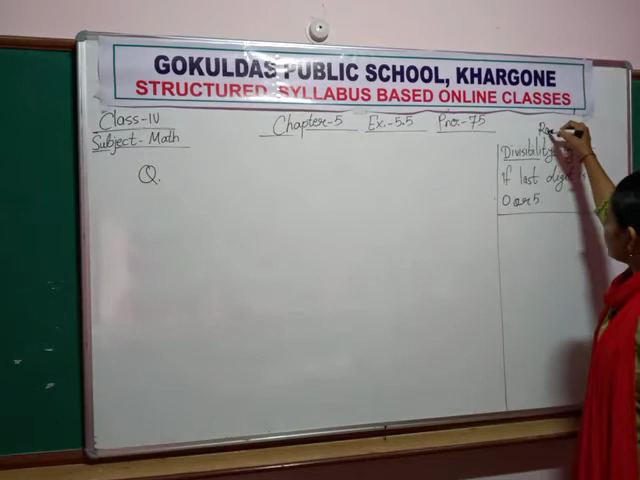 GOKULDAS PUBLIC SCHOOL, KHARGONE
STRUCTURED SYLLABUS BASED ONLINE CLASSES
Class-IV
Chapter-5 Ex.-5.5 Pno.-75
Subject- Math
Q.
Divisibility
if last digit is
0 or 5